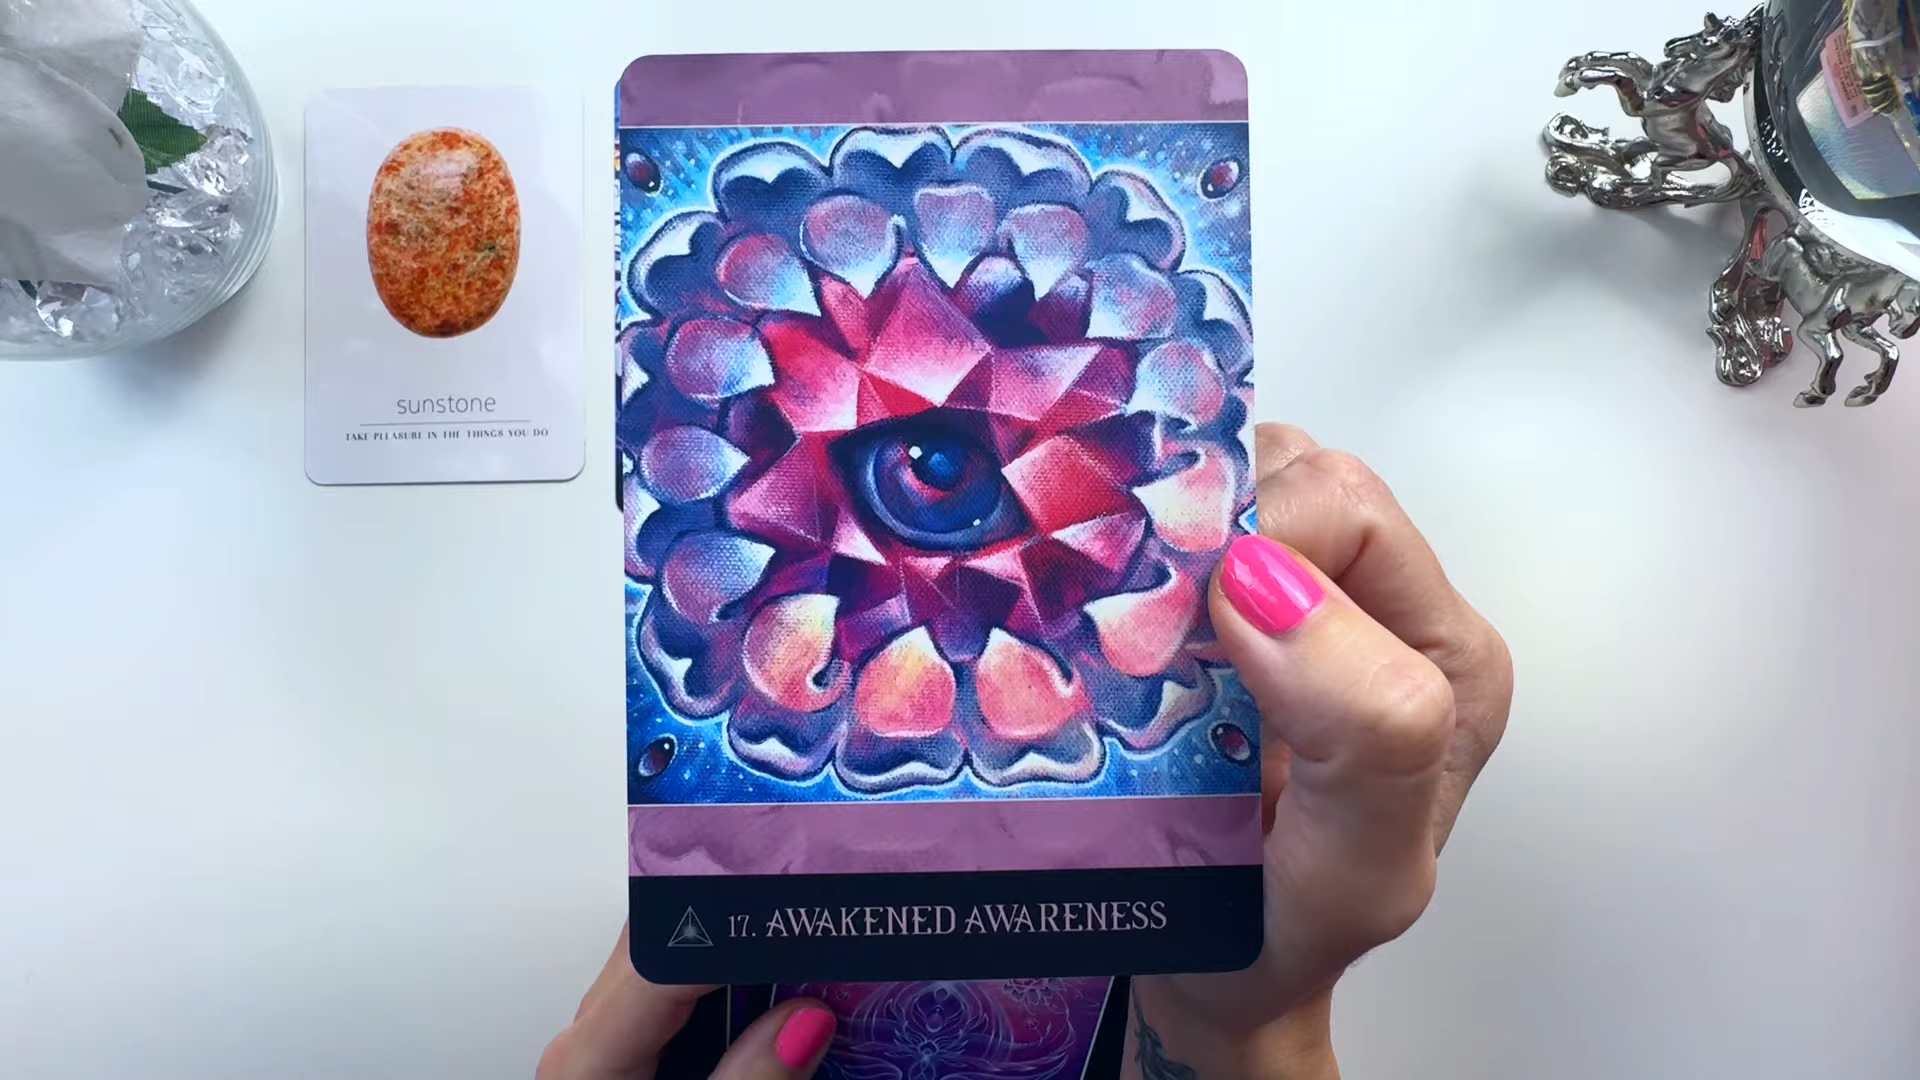 sunstone
TAKE PLEASURE IN THE THINGS YOU DO
17. AWAKENED AWARENESS